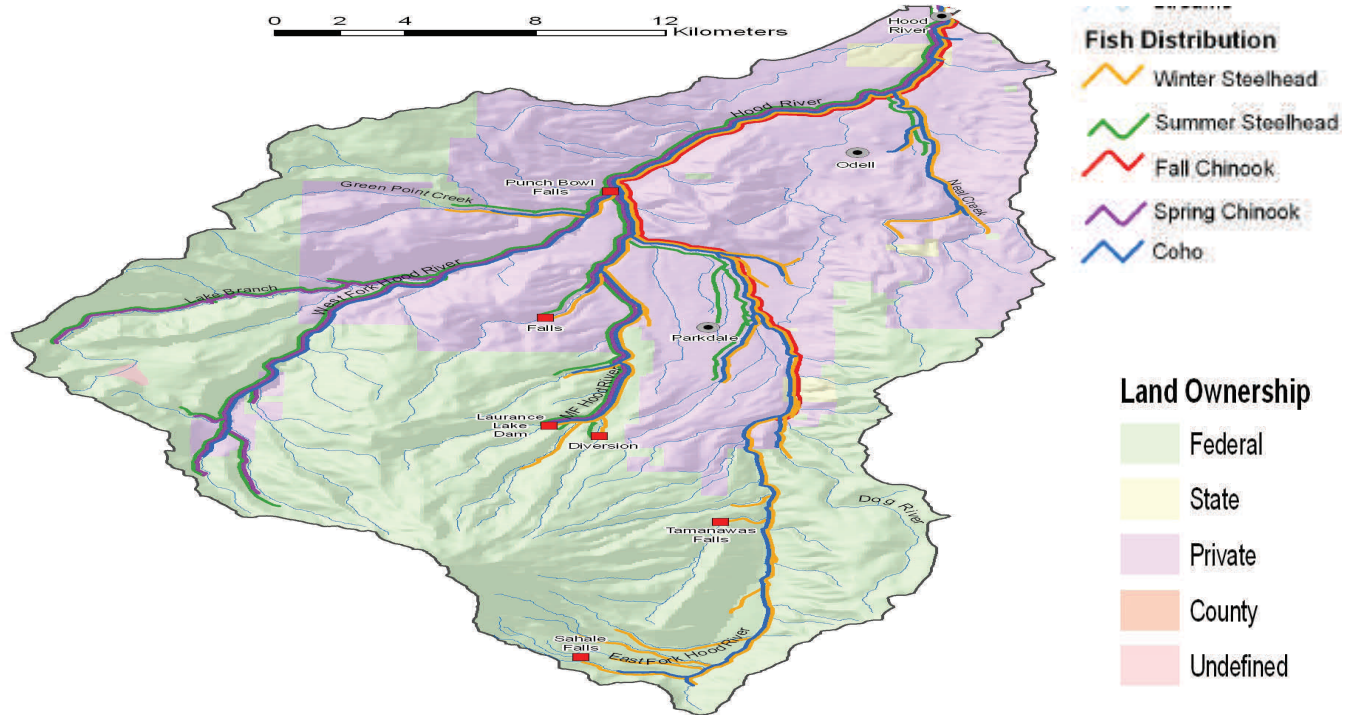 0 2 4 8 12
Kilometers
Hood
River
Hood River
Odell
Neal Creek
Punch Bowl
Falls
Green Point Creek
Lake Branch
West Fork Hood River
Falls
Parkdale
MF Hood River
Laurance
Lake
Dam
Diversion
Dog River
Tamanawas
Falls
Sahale
Falls
East Fork Hood River
Fish Distribution
Winter Steelhead
Summer Steelhead
Fall Chinook
Spring Chinook
Coho
Land Ownership
Federal
State
Private
County
Undefined